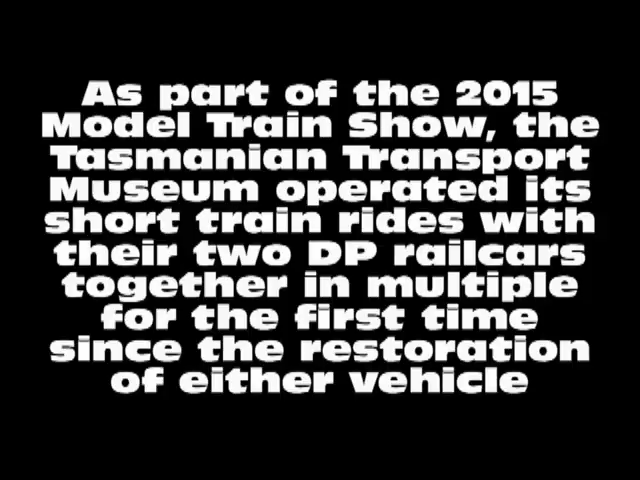 As part of the 2015
Model Train Show, the
Tasmanian Transport
Museum operated its
short train rides with
their two DP railcars
together in multiple
for the first time
since the restoration
of either vehicle